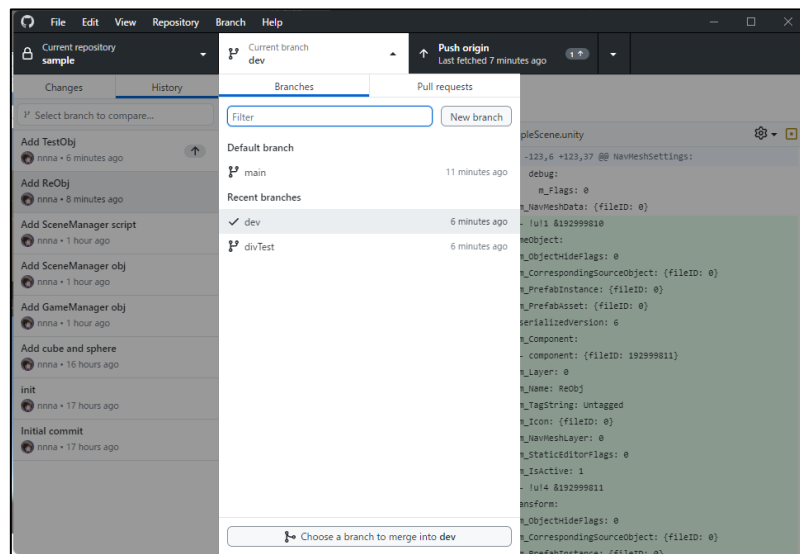 File Edit View Repository Branch Help
Current repository
sample
Current branch
dev
Push origin
Last fetched 7 minutes ago
1
Changes History
Select branch to compare...
Add TestObj
nnna • 6 minutes ago
Add ReObj
nnna • 8 minutes ago
Add SceneManager script
nnna • 1 hour ago
Add SceneManager obj
nnna • 1 hour ago
Add GameManager obj
nnna • 1 hour ago
Add cube and sphere
nnna • 16 hours ago
init
nnna • 17 hours ago
Initial commit
nnna • 17 hours ago
Branches Pull requests
Filter New branch
Default branch
main 11 minutes ago
Recent branches
dev 6 minutes ago
divTest 6 minutes ago
Choose a branch to merge into dev
pleScene.unity
-123,6 +123,37 @@ NavMeshSettings:
debug:
m_Flags: 0
m_NavMeshData: {fileID: 0}
- !u!1 &192999810
meObject:
m_ObjectHideFlags: 0
m_CorrespondingSourceObject: {fileID: 0}
m_PrefabInstance: {fileID: 0}
m_PrefabAsset: {fileID: 0}
serializedVersion: 6
m_Component:
- component: {fileID: 192999811}
m_Layer: 0
m_Name: ReObj
m_TagString: Untagged
m_Icon: {fileID: 0}
m_NavMeshLayer: 0
m_StaticEditorFlags: 0
m_IsActive: 1
- !u!4 &192999811
ansform:
m_ObjectHideFlags: 0
m_CorrespondingSourceObject: {fileID: 0}
m_PrefabInstance: {fileID: 0}